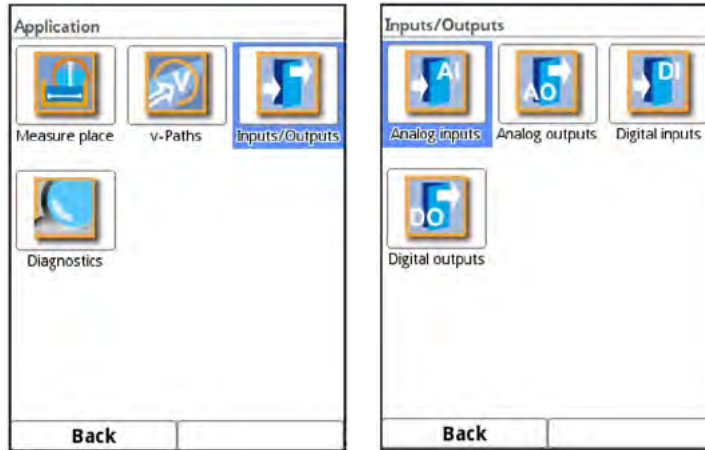 Application
Measure place
v-Paths
Inputs/Outputs
Diagnostics
Back
Inputs/Outputs
AI
AO
DI
Analog inputs
Analog outputs
Digital inputs
DO
Digital outputs
Back